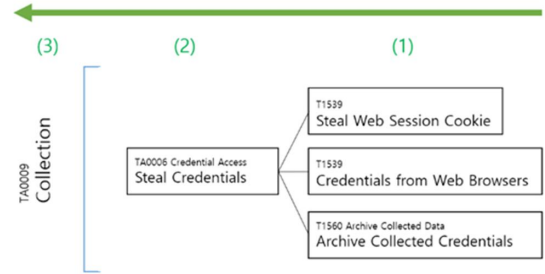 (3)
(2)
(1)
TA0009
Collection
TA0006 Credential Access
Steal Credentials
T1539
Steal Web Session Cookie
T1539
Credentials from Web Browsers
T1560 Archive Collected Data
Archive Collected Credentials